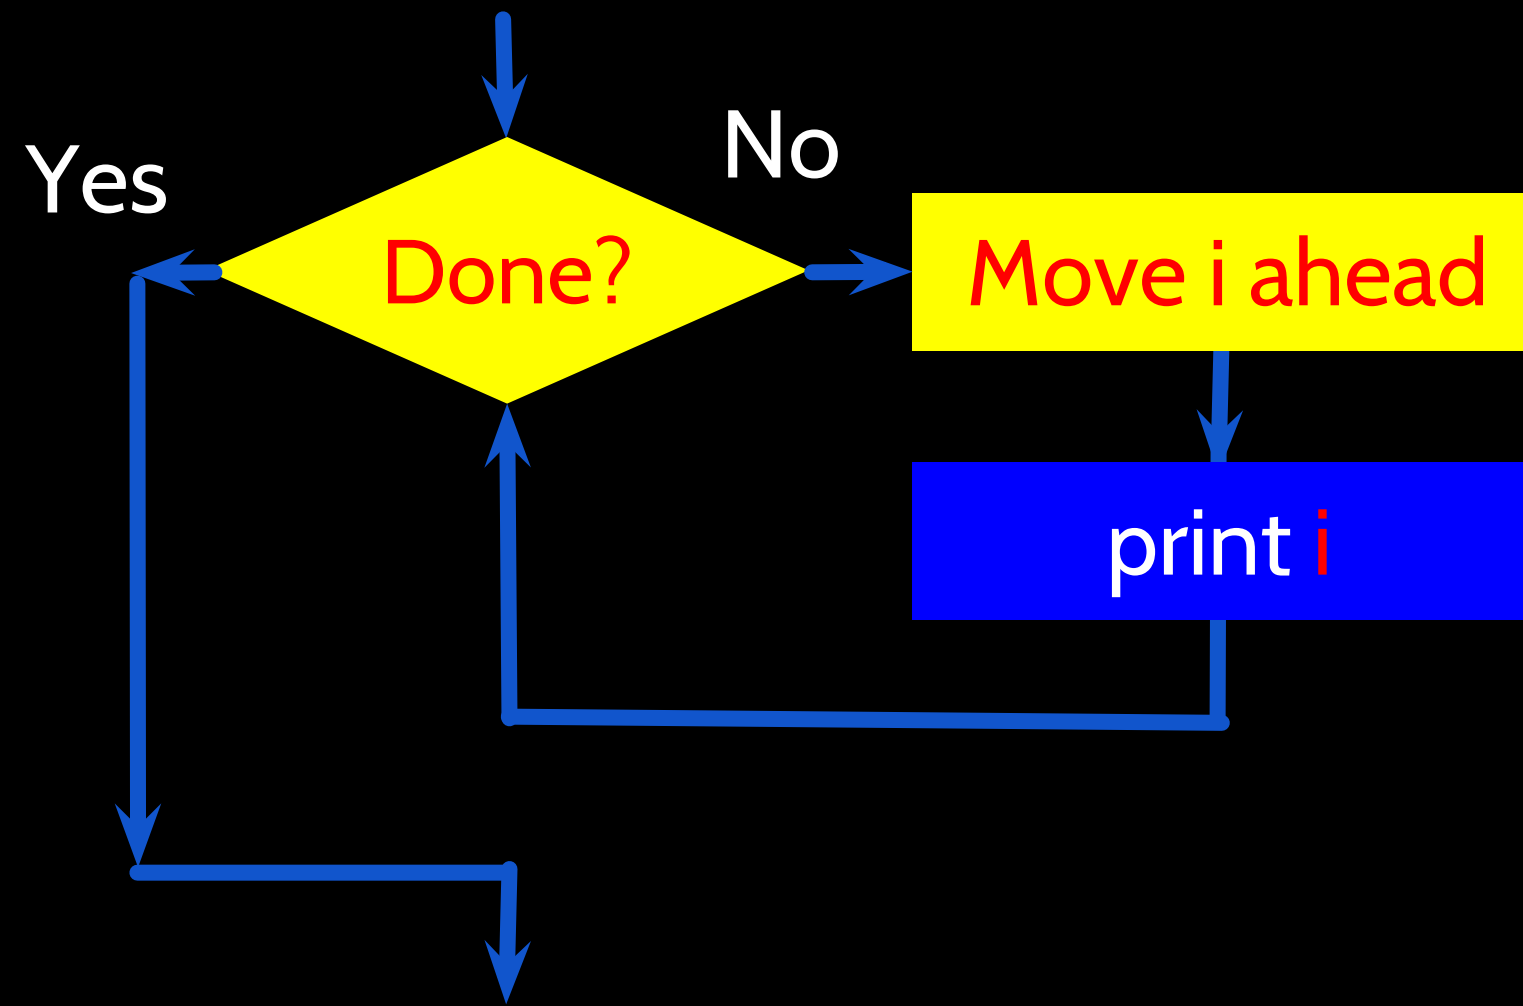 Yes
No
Done?
Move i ahead
print i